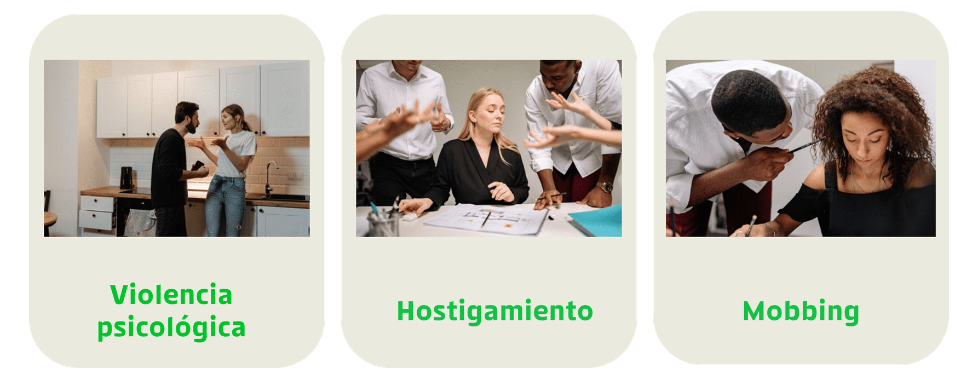 Violencia
psicológica
Hostigamiento
Mobbing